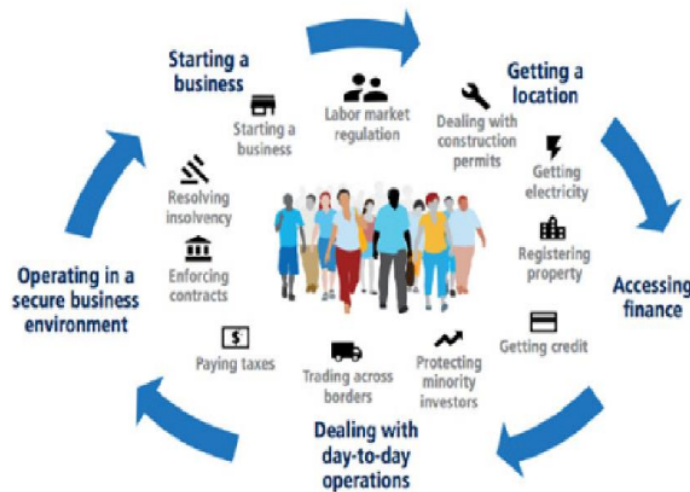 Starting a
business
Getting a
location
Accessing
finance
Dealing with
day-to-day
operations
Operating in a
secure business
environment
Starting a
business
Labor market
regulation
Dealing with
construction
permits
Getting
electricity
Registering
property
Getting credit
Protecting
minority
investors
Trading across
borders
Paying taxes
Enforcing
contracts
Resolving
insolvency